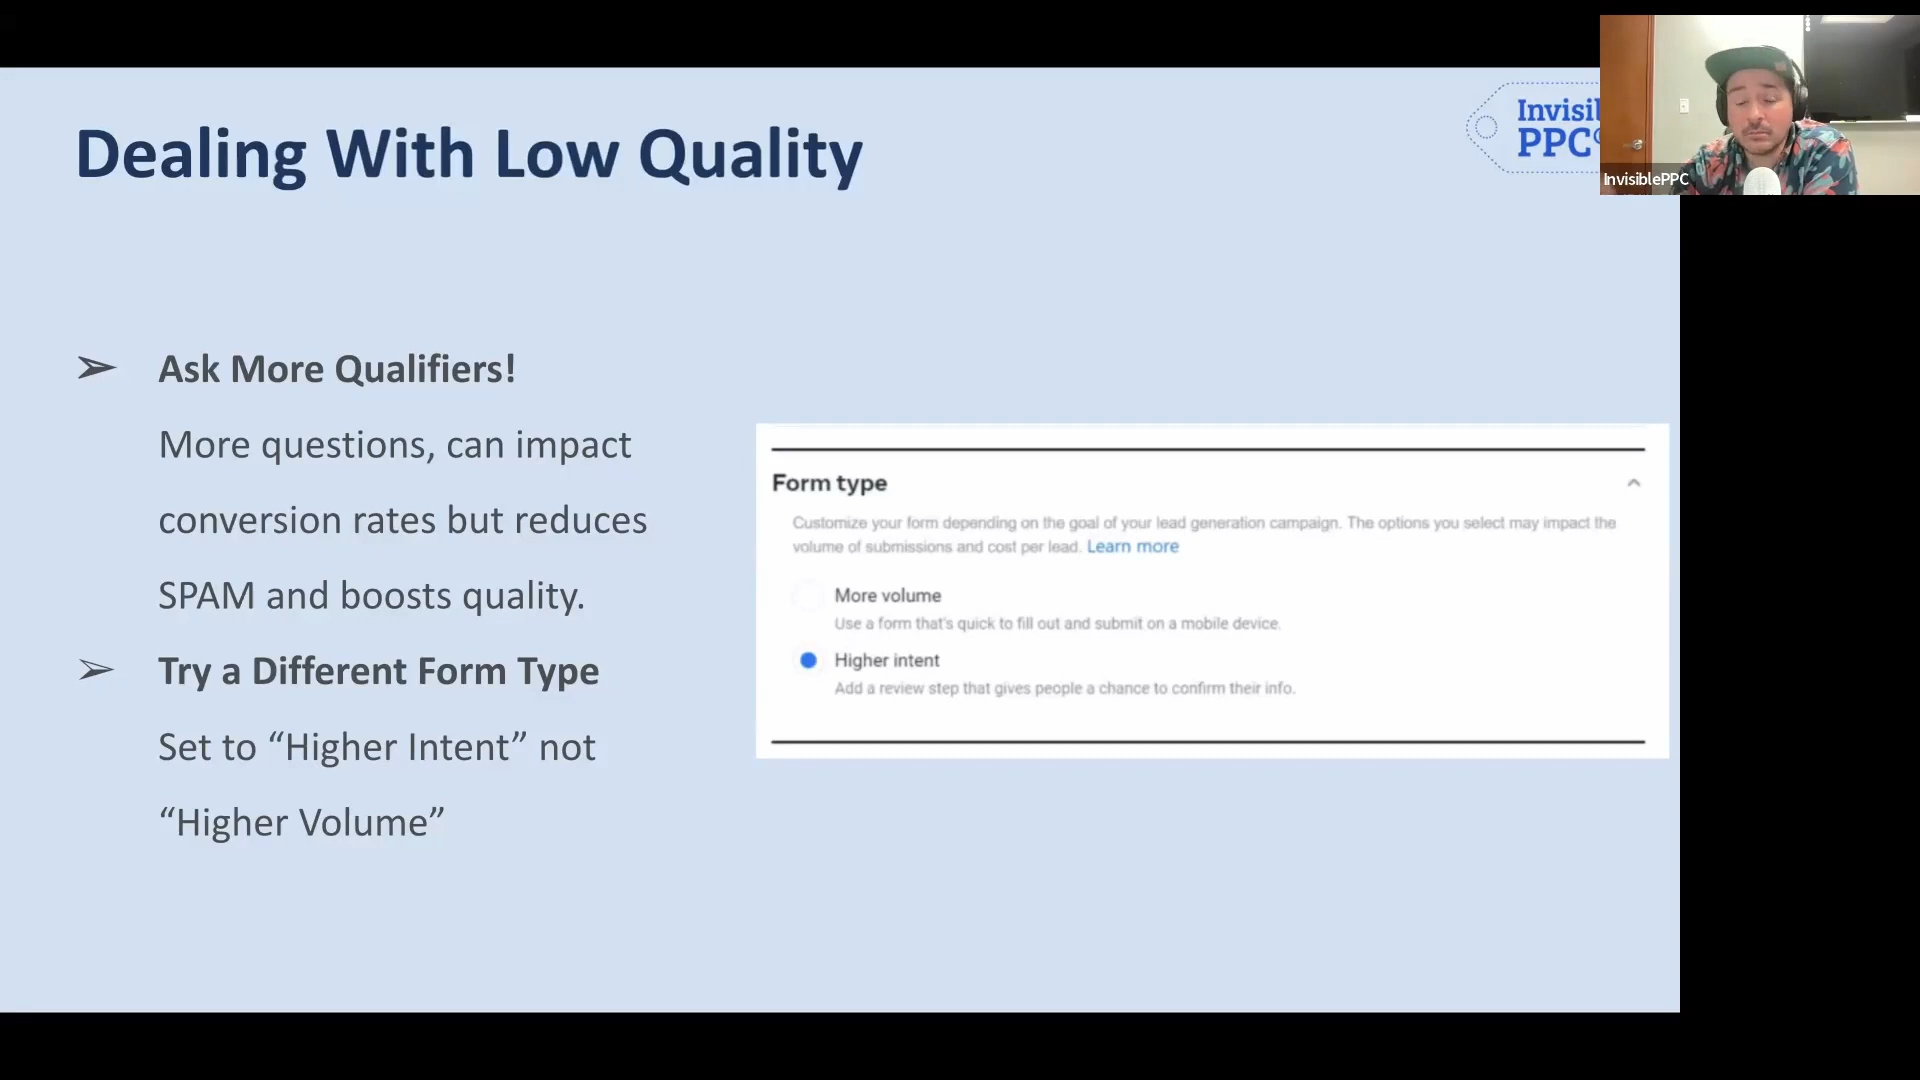 Dealing With Low Quality
Invisi
PPC
InvisiblePPC
➢ Ask More Qualifiers!
More questions, can impact
conversion rates but reduces
SPAM and boosts quality.
➢ Try a Different Form Type
Set to “Higher Intent” not
“Higher Volume”
Form type
Customize your form depending on the goal of your lead generation campaign. The options you select may impact the
volume of submissions and cost per lead. Learn more
More volume
Use a form that's quick to fill out and submit on a mobile device.
Higher intent
Add a review step that gives people a chance to confirm their info.